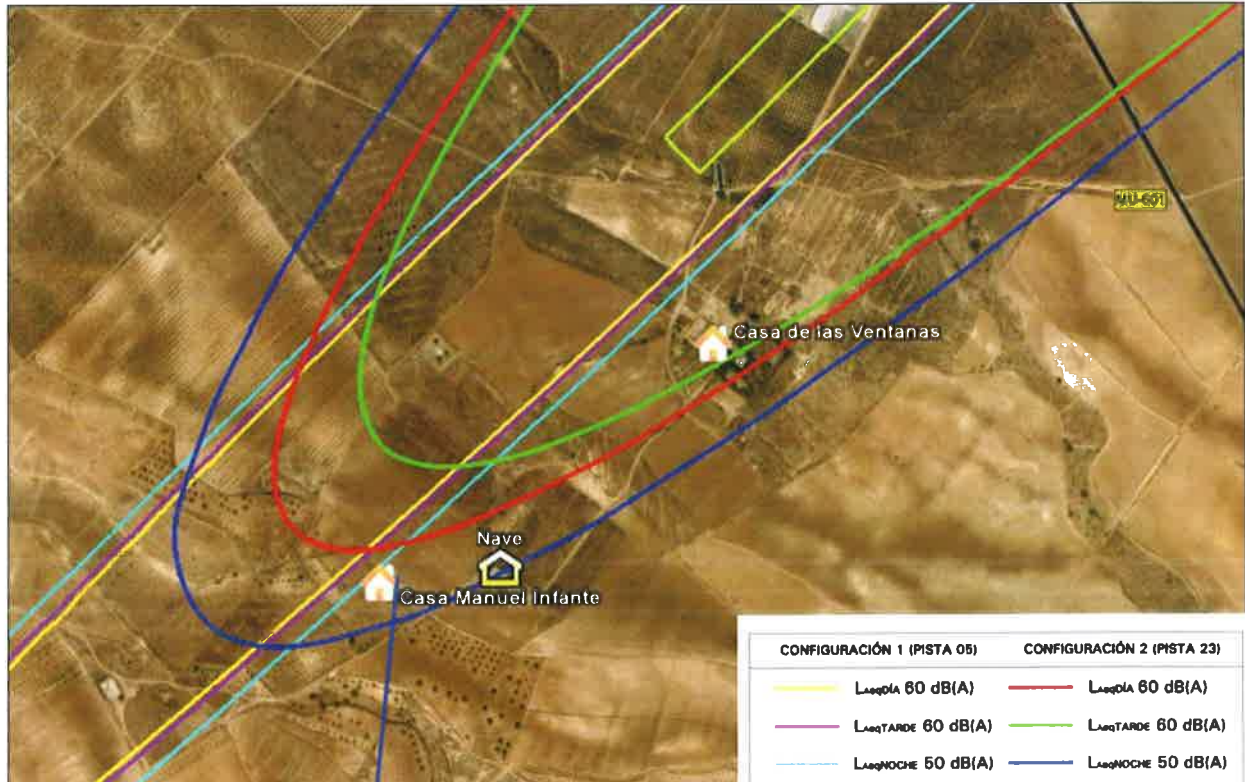 MU-601
Casa de las Ventanas
Nave
Casa Manuel Infante
CONFIGURACIÓN 1 (PISTA 05) CONFIGURACIÓN 2 (PISTA 23)
LAeqDÍA 60 dB(A) LAeqDÍA 60 dB(A)
LAeqTARDE 60 dB(A) LAeqTARDE 60 dB(A)
LAeqNOCHE 50 dB(A) LAeqNOCHE 50 dB(A)